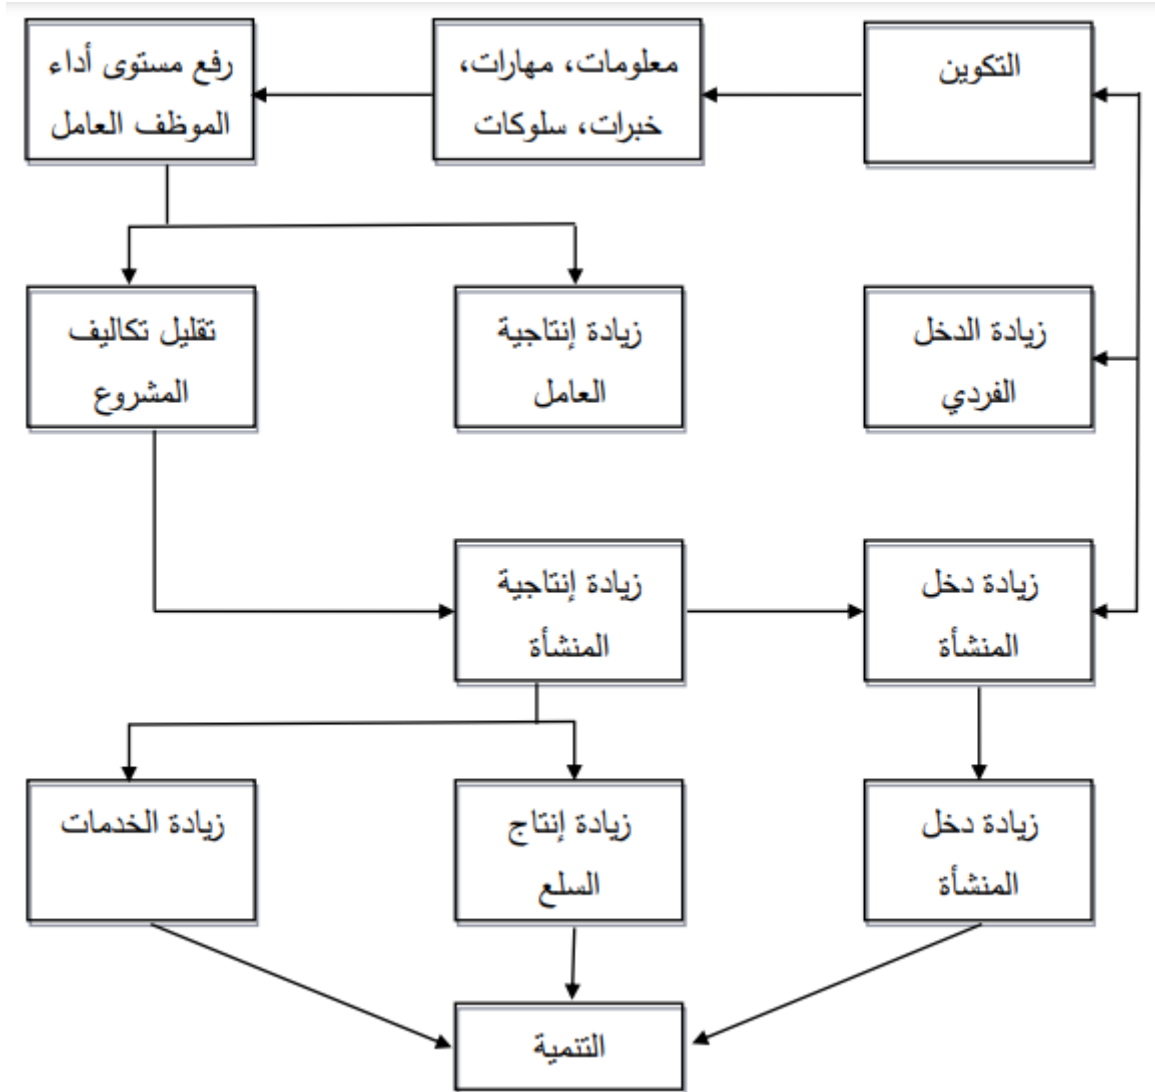 التكوين
معلومات، مهارات،
خبرات، سلوكات
رفع مستوى أداء
الموظف العامل
زيادة الدخل
الفردي
زيادة إنتاجية
العامل
تقليل تكاليف
المشروع
زيادة دخل
المنشأة
زيادة إنتاجية
المنشأة
زيادة دخل
المنشأة
زيادة إنتاج
السلع
زيادة الخدمات
التنمية